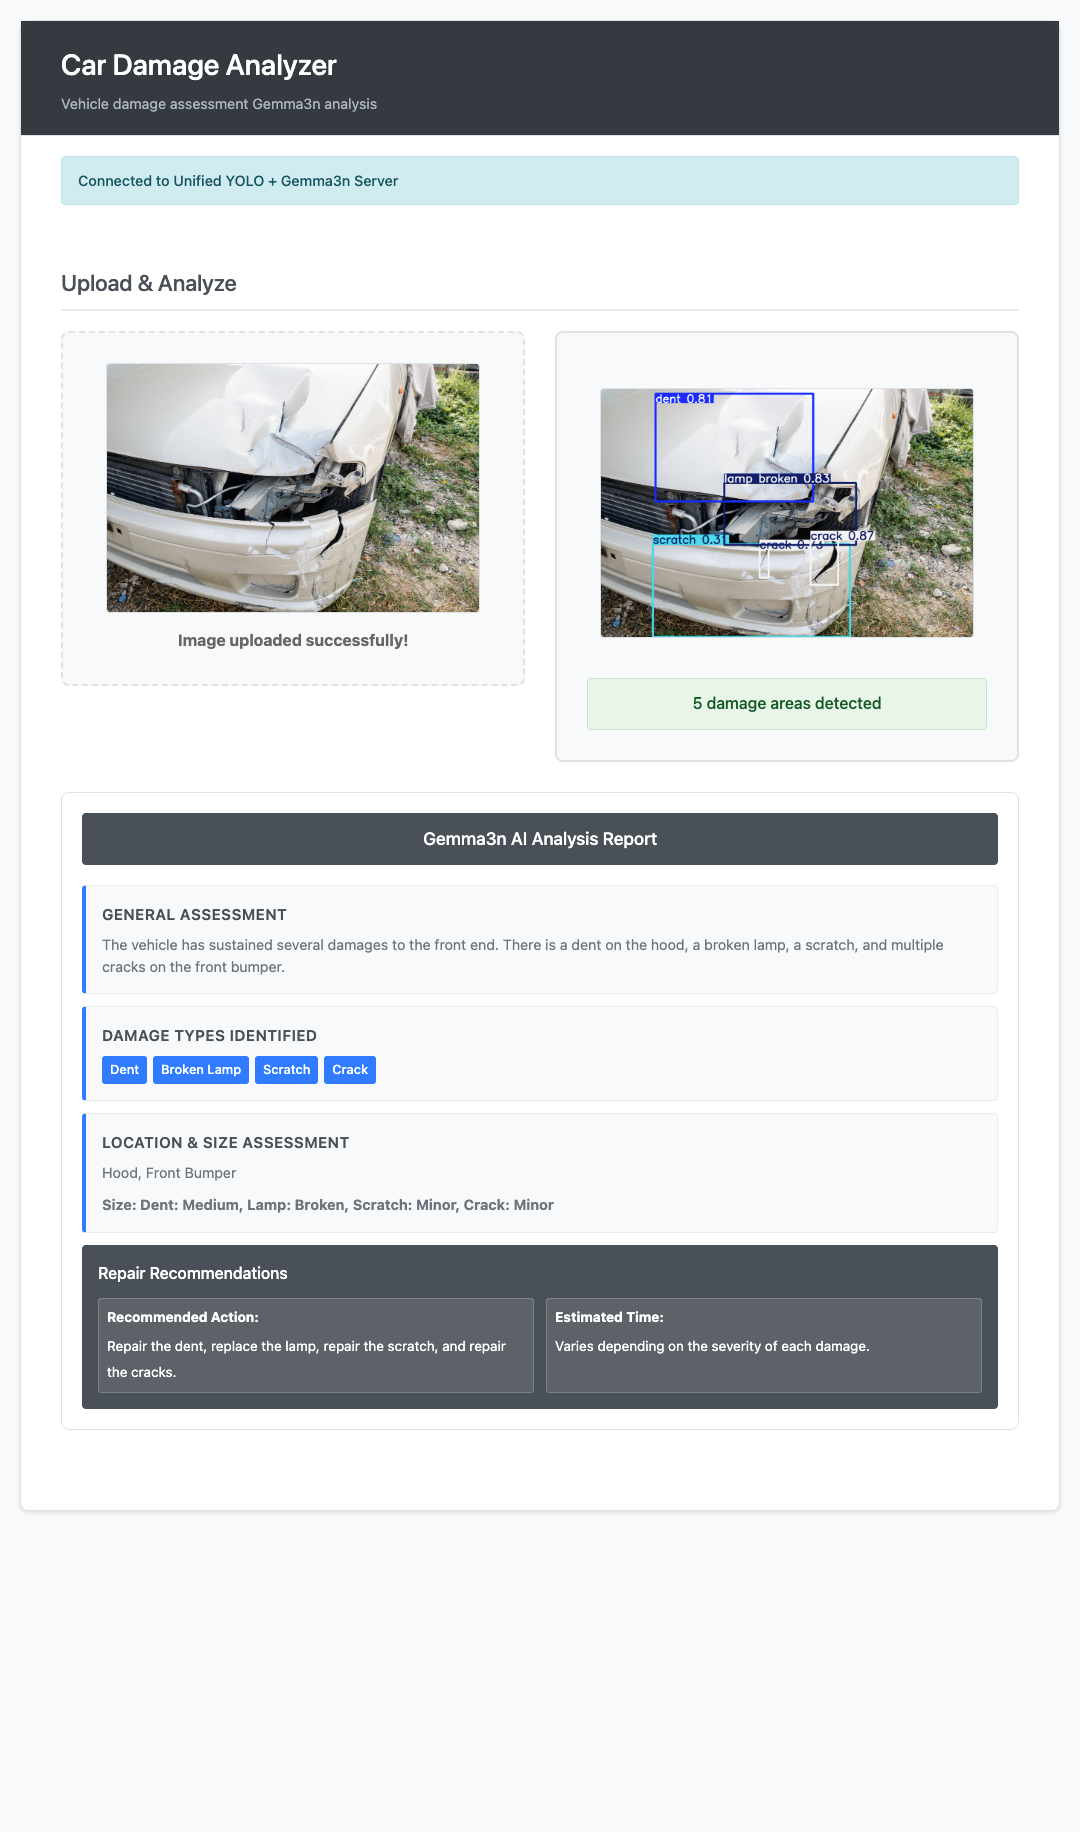 Car Damage Analyzer
Vehicle damage assessment Gemma3n analysis
Connected to Unified YOLO + Gemma3n Server
Upload & Analyze
Image uploaded successfully!
dent 0.81
lamp broken 0.83
crack 0.87
scratch 0.3
crack 0.73
5 damage areas detected
Gemma3n AI Analysis Report
GENERAL ASSESSMENT
The vehicle has sustained several damages to the front end. There is a dent on the hood, a broken lamp, a scratch, and multiple
cracks on the front bumper.
DAMAGE TYPES IDENTIFIED
Dent Broken Lamp Scratch Crack
LOCATION & SIZE ASSESSMENT
Hood, Front Bumper
Size: Dent: Medium, Lamp: Broken, Scratch: Minor, Crack: Minor
Repair Recommendations
Recommended Action:
Repair the dent, replace the lamp, repair the scratch, and repair
the cracks.
Estimated Time:
Varies depending on the severity of each damage.